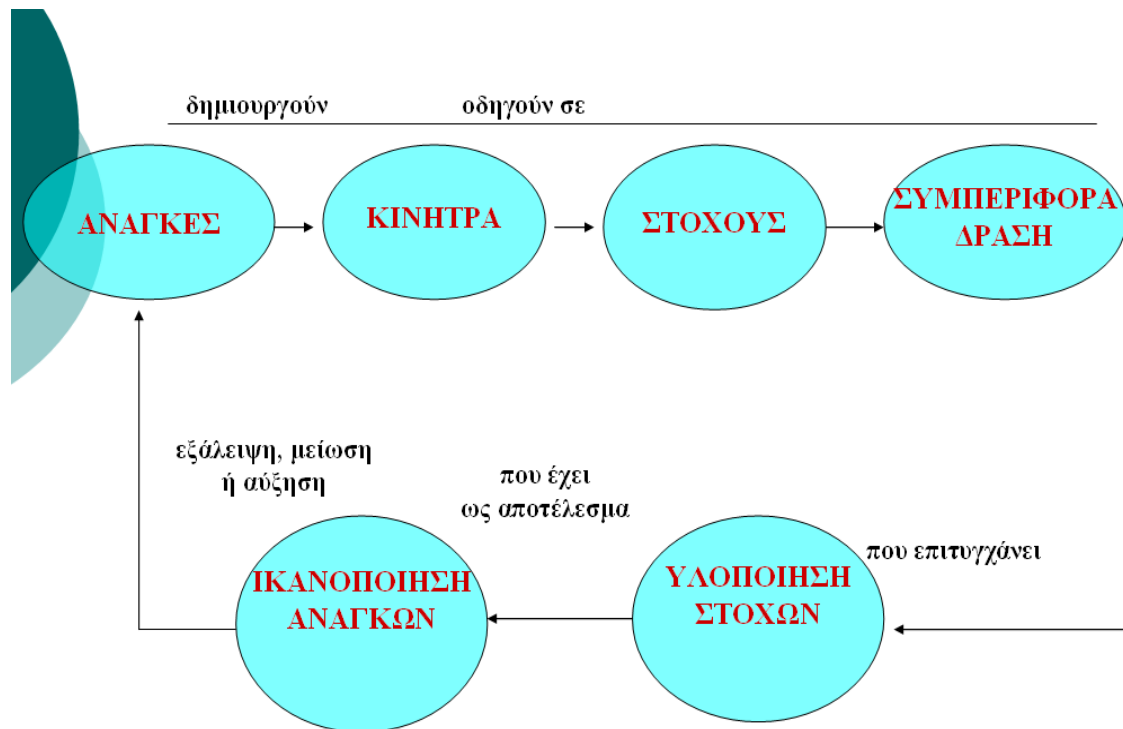 δημιουργούν
οδηγούν σε
ΑΝΑΓΚΕΣ
ΚΙΝΗΤΡΑ
ΣΤΟΧΟΥΣ
ΣΥΜΠΕΡΙΦΟΡΑ
ΔΡΑΣΗ
εξάλειψη, μείωση
ή αύξηση
που έχει
ως αποτέλεσμα
που επιτυγχάνει
ΙΚΑΝΟΠΟΙΗΣΗ
ΑΝΑΓΚΩΝ
ΥΛΟΠΟΙΗΣΗ
ΣΤΟΧΩΝ